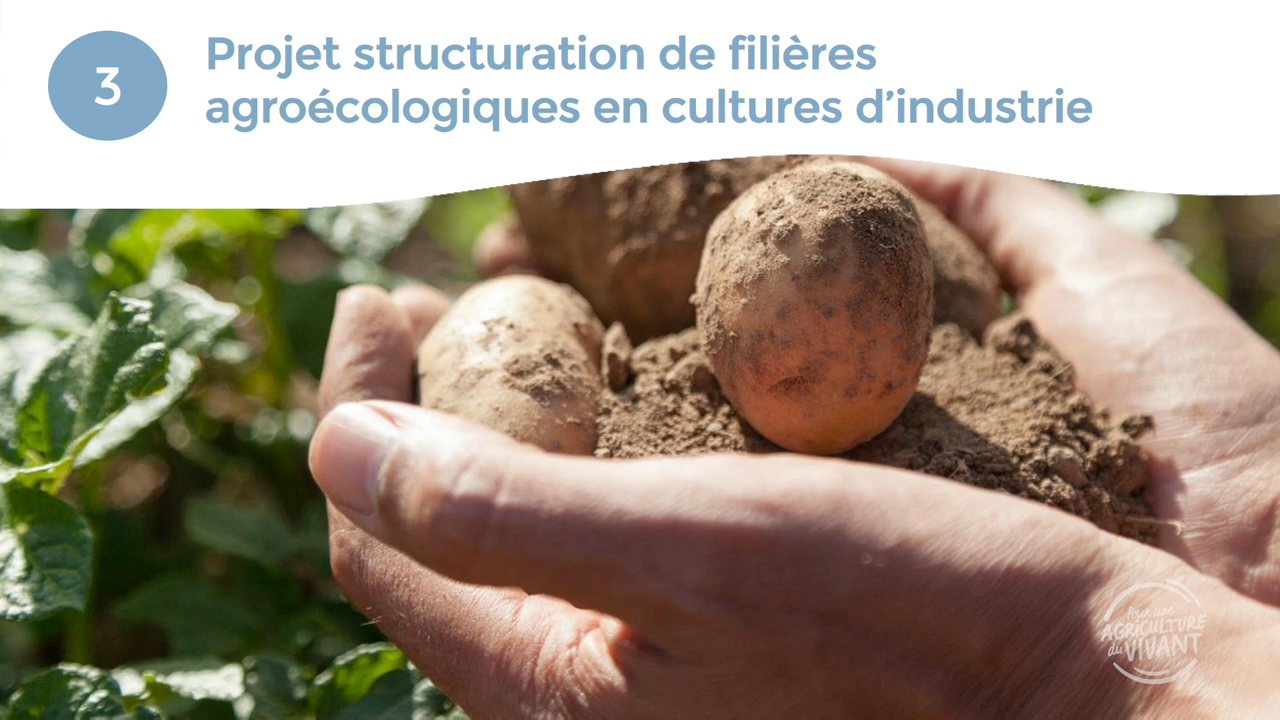 3
Projet structuration de filières
agroécologiques en cultures d’industrie
Pour une
AGRICULTURE
du VIVANT